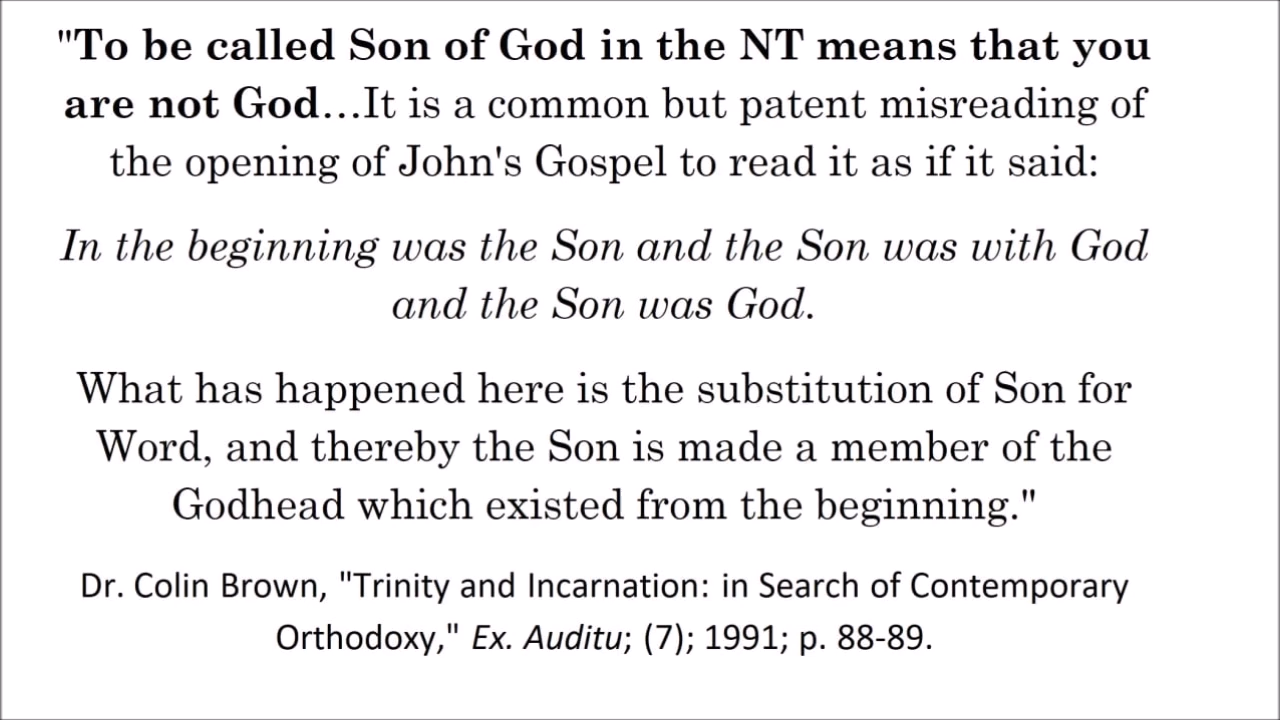 "To be called Son of God in the NT means that you
are not God...It is a common but patent misreading of
the opening of John's Gospel to read it as if it said:
In the beginning was the Son and the Son was with God
and the Son was God.
What has happened here is the substitution of Son for
Word, and thereby the Son is made a member of the
Godhead which existed from the beginning."
Dr. Colin Brown, "Trinity and Incarnation: in Search of Contemporary
Orthodoxy," Ex. Auditu; (7); 1991; p. 88-89.